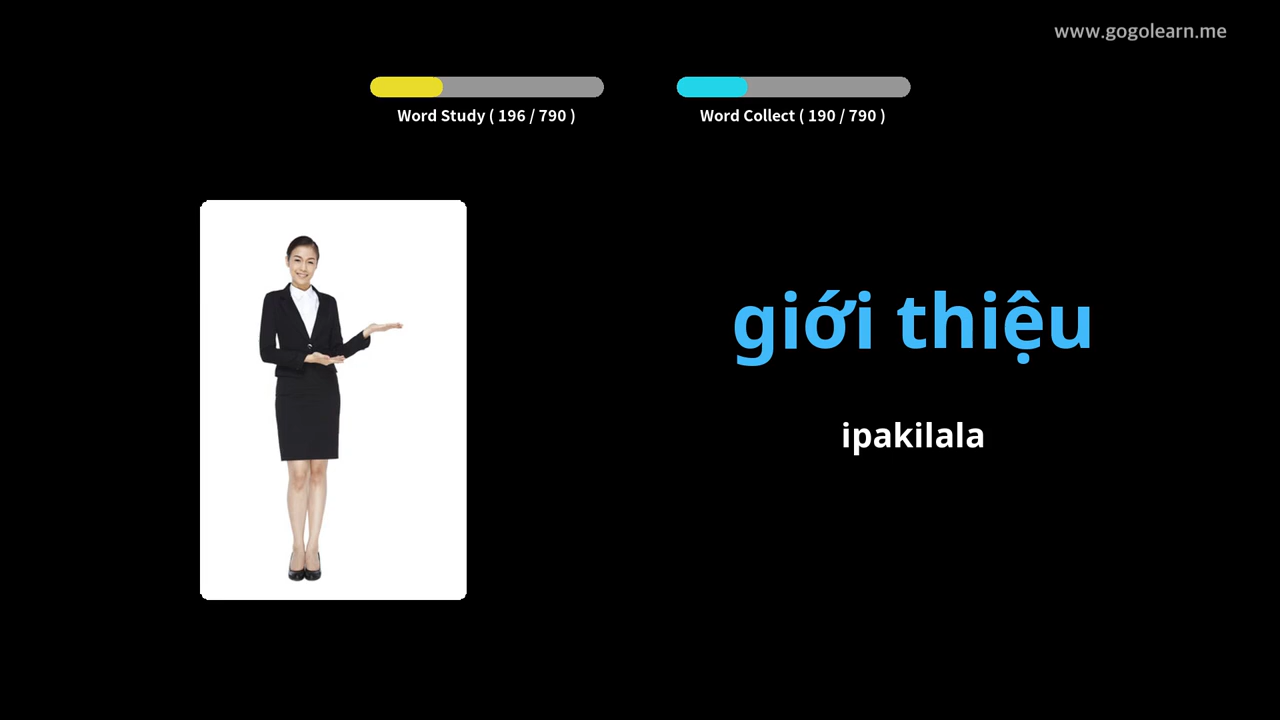 www.gogolearn.me
Word Study ( 196 / 790 )
Word Collect ( 190 / 790 )
giới thiệu
ipakilala